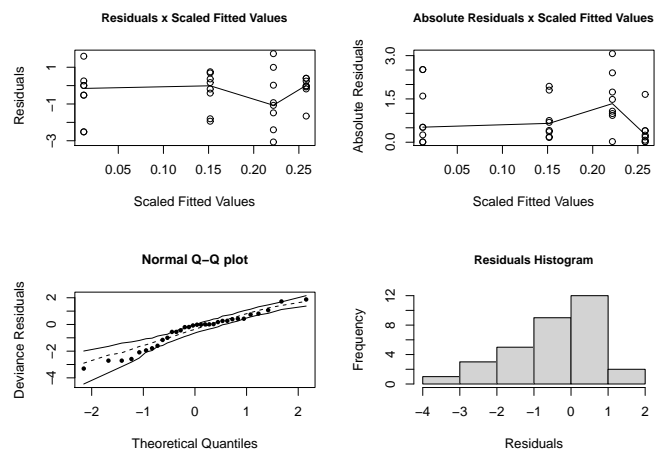 Residuals x Scaled Fitted Values
Residuals
1
-1
-3
0.05 0.10 0.15 0.20 0.25
Scaled Fitted Values
Absolute Residuals x Scaled Fitted Values
Absolute Residuals
3.0
1.5
0.0
0.05 0.10 0.15 0.20 0.25
Scaled Fitted Values
Normal Q−Q plot
Deviance Residuals
2
0
-2
-4
-2 -1 0 1 2
Theoretical Quantiles
Residuals Histogram
Frequency
12
8
4
0
-4 -3 -2 -1 0 1 2
Residuals